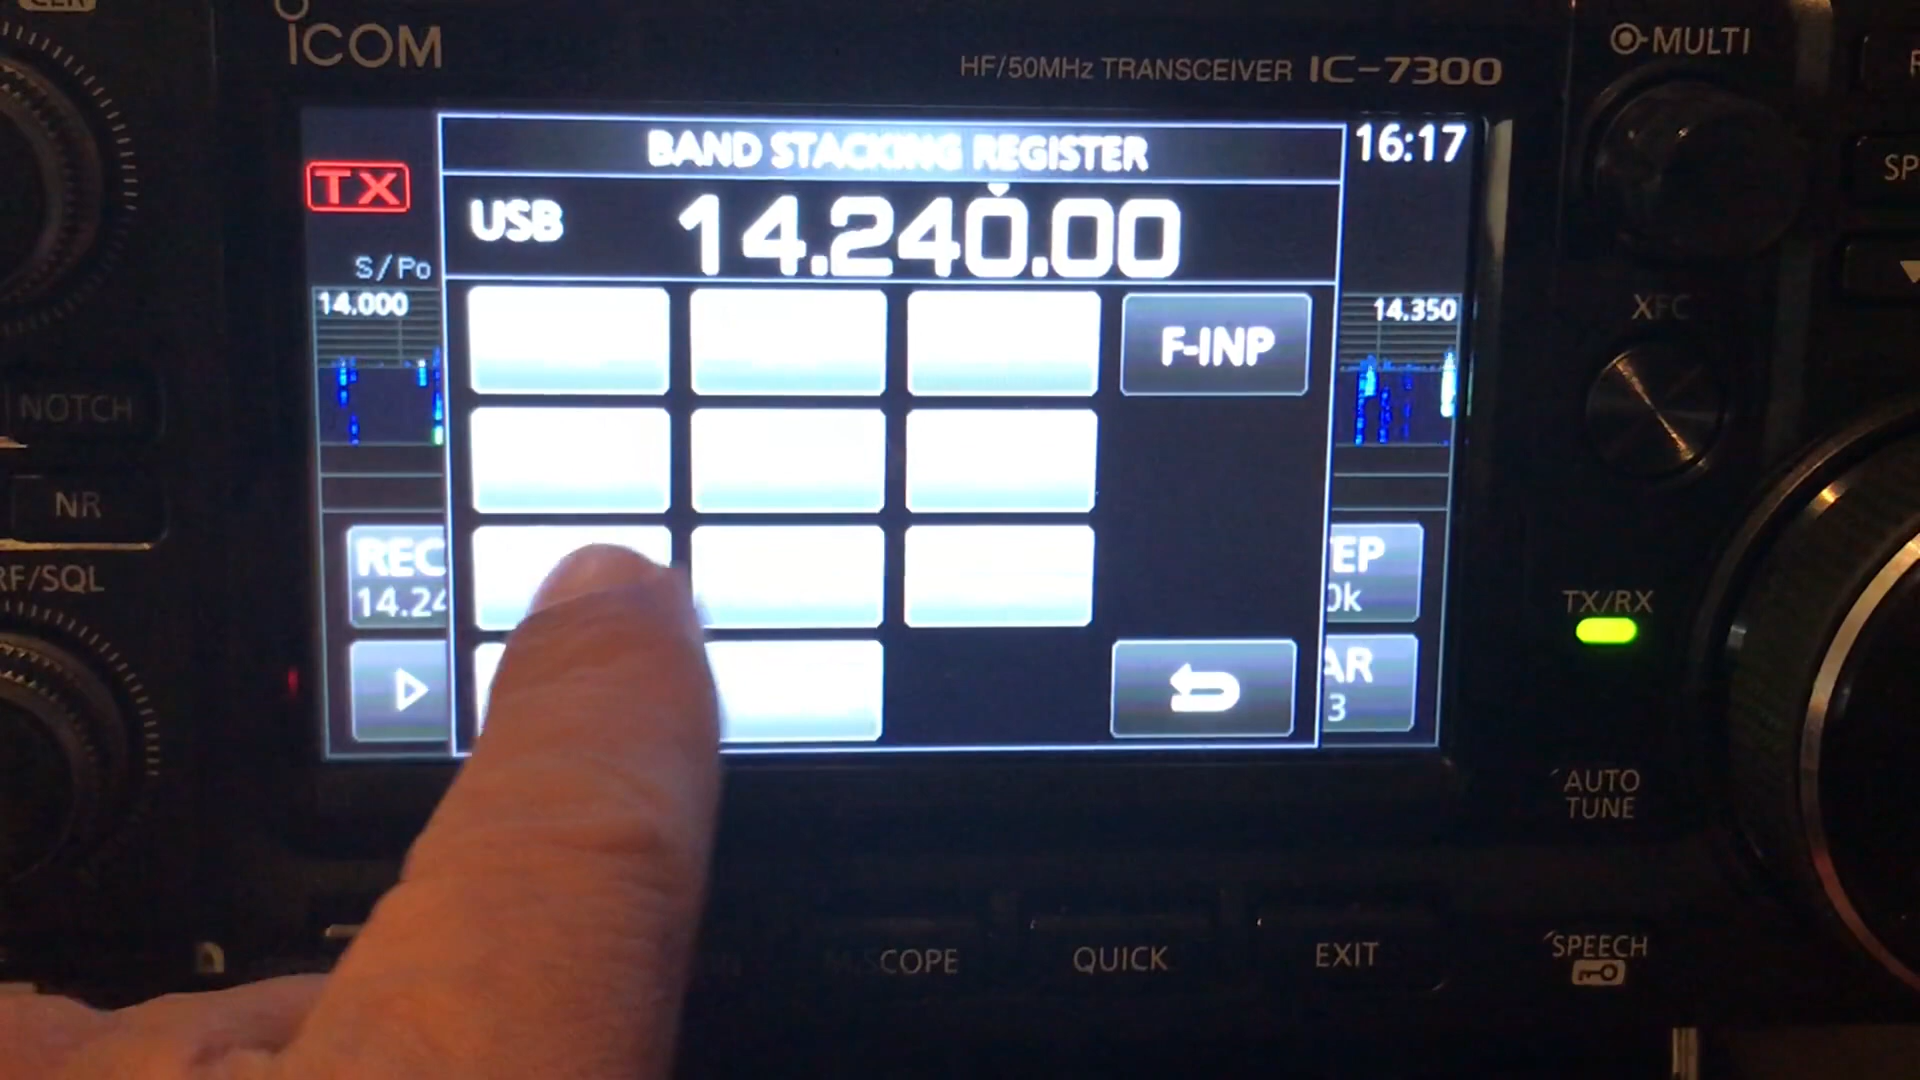 ICOM
HF/50MHz TRANSCEIVER IC-7300
MULTI
BAND STACKING REGISTER
16:17
TX
USB
14.240.00
SP
S/Po
14.000
14.350
XFC
F-INP
NOTCH
NR
REC
14.24
EP
0k
RF/SQL
TX/RX
AR
3
AUTO
TUNE
SCOPE
QUICK
EXIT
SPEECH